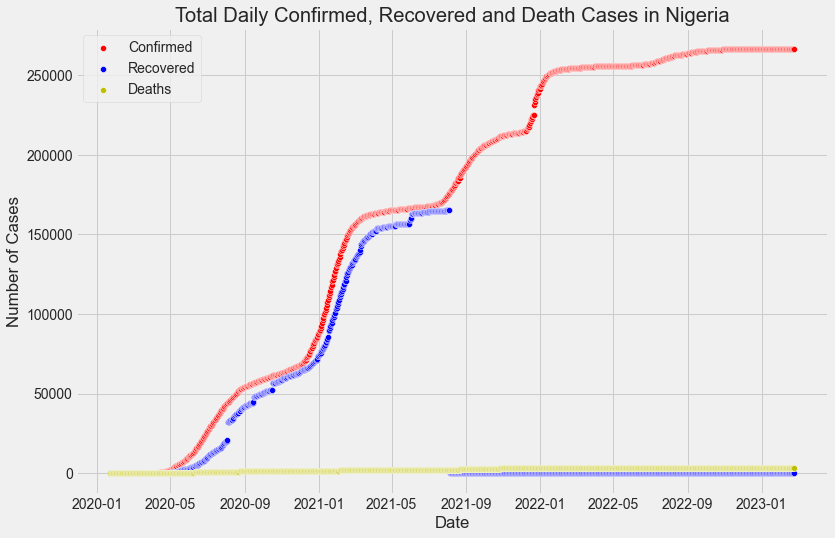 Total Daily Confirmed, Recovered and Death Cases in Nigeria
Confirmed
Recovered
Deaths
Number of Cases
250000
200000
150000
100000
50000
0
2020-01 2020-05 2020-09 2021-01 2021-05 2021-09 2022-01 2022-05 2022-09 2023-01
Date